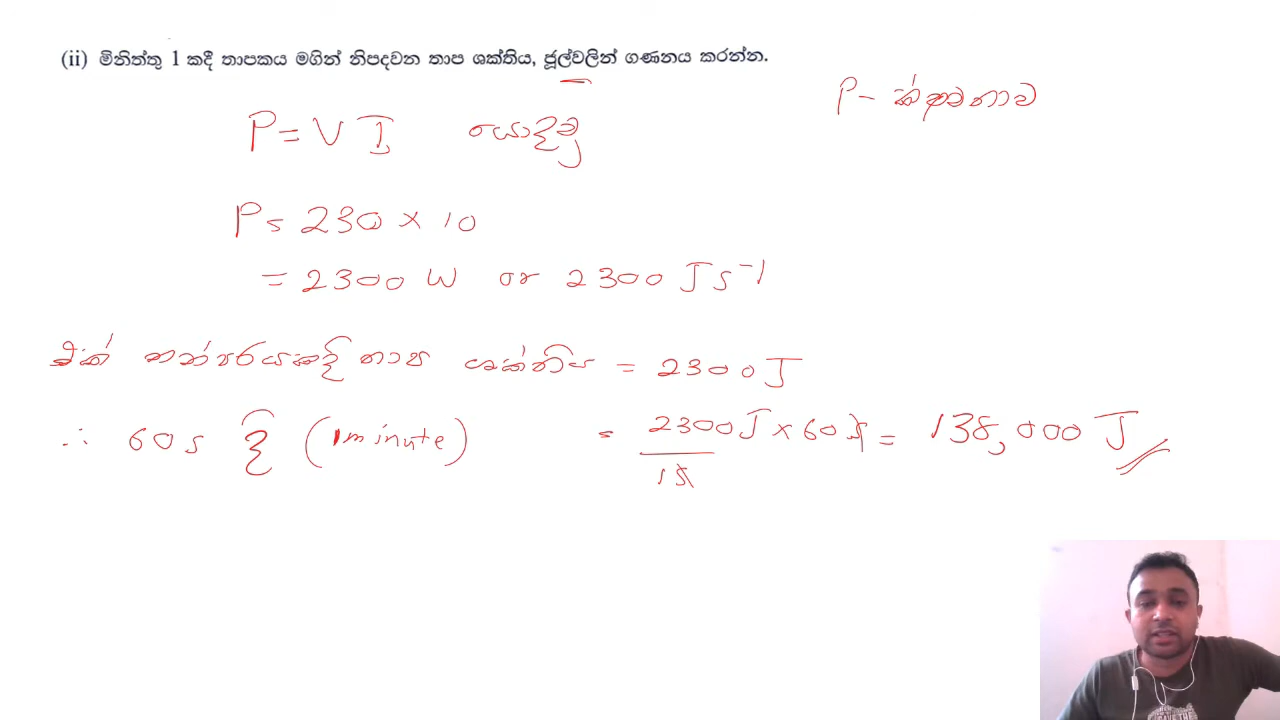 (ii) මිනිත්තු 1 කදී තාපකය මගින් නිපදවන තාප ශක්තිය, ජූල්වලින් ගණනය කරන්න.
P - ක්ෂමතාව
P = V I යොදමු
P = 230 × 10
= 2300 W or 2300 J s⁻¹
එක් තත්පරයකදී තාප ශක්තිය = 2300 J
∴ 60 s දී (1 minute) = 2300 J × 60 s / 1 s = 138,000 J